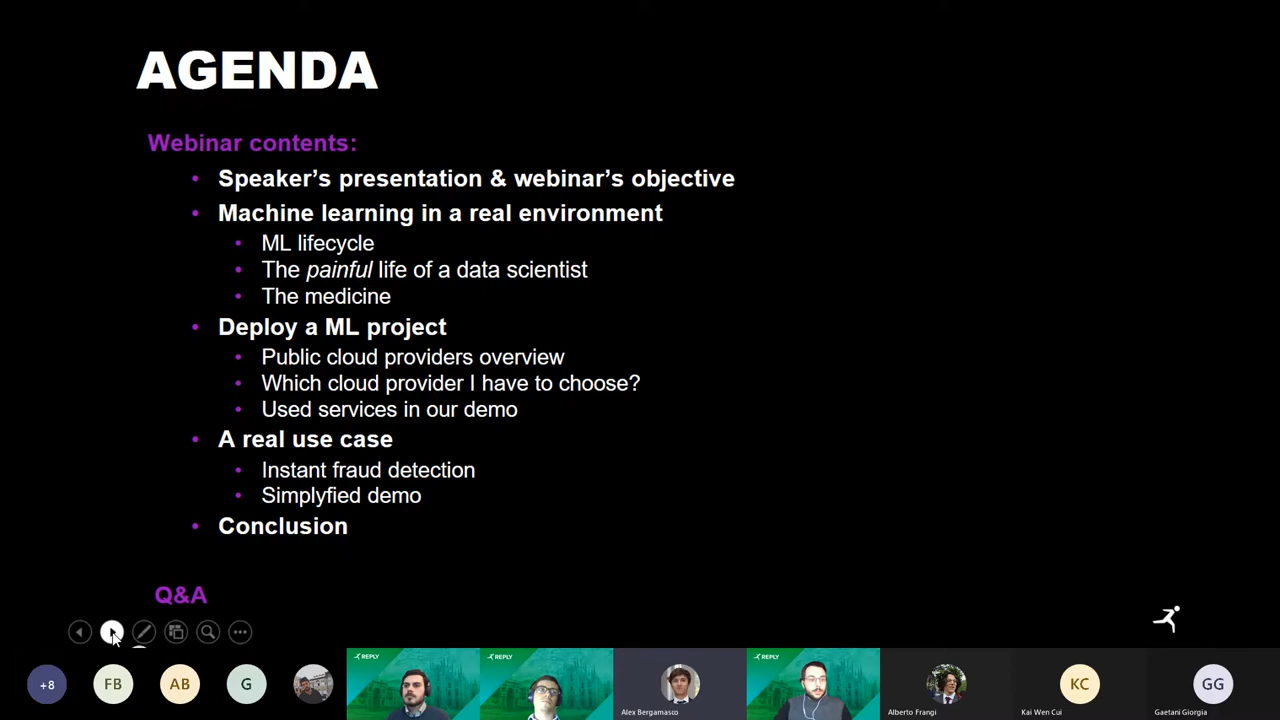 AGENDA
Webinar contents:
• Speaker's presentation & webinar's objective
• Machine learning in a real environment
• ML lifecycle
• The painful life of a data scientist
• The medicine
• Deploy a ML project
• Public cloud providers overview
• Which cloud provider I have to choose?
• Used services in our demo
• A real use case
• Instant fraud detection
• Simplyfied demo
• Conclusion
Q&A
+8
FB
AB
G
REPLY
REPLY
Alex Bergamasco
REPLY
Alberto Frangi
KC
Kai Wen Cui
GG
Gaetani Giorgia